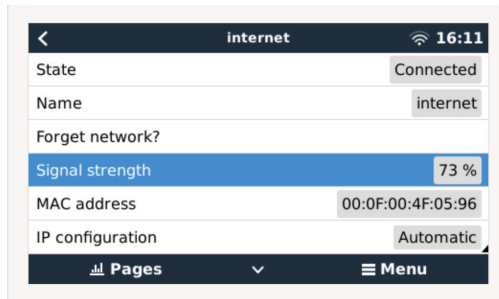 internet 16:11
State Connected
Name internet
Forget network?
Signal strength 73 %
MAC address 00:0F:00:4F:05:96
IP configuration Automatic
Pages Menu